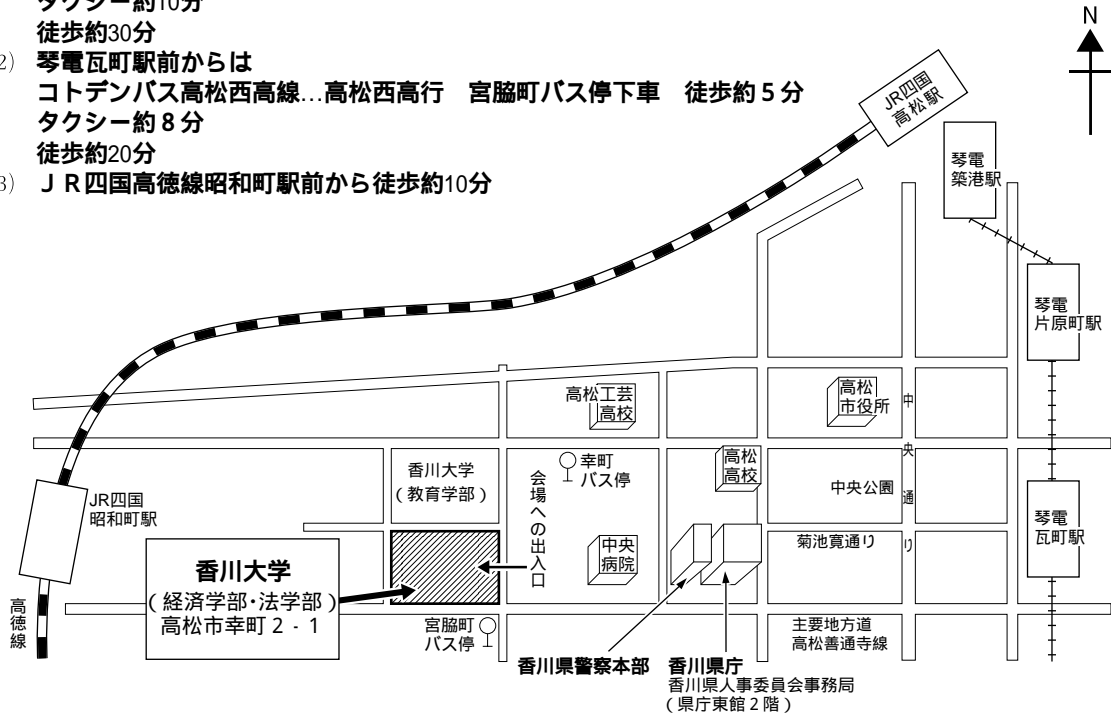 タクシー約10分
徒歩約30分
2) 琴電瓦町駅前からは
コトデンバス高松西高線…高松西高行　宮脇町バス停下車　徒歩約５分
タクシー約８分
徒歩約20分
3) ＪＲ四国高徳線昭和町駅前から徒歩約10分
N
JR四国
高松駅
琴電
築港駅
琴電
片原町駅
高松工芸
高校
高松
市役所
中央通り
香川大学
（教育学部）
幸町
バス停
会場への出入口
高松
高校
中央公園
JR四国
昭和町駅
琴電
瓦町駅
中央
病院
菊池寛通り
香川大学
（経済学部・法学部）
高松市幸町２‐１
高徳線
宮脇町
バス停
主要地方道
高松善通寺線
香川県警察本部
香川県庁
香川県人事委員会事務局
（県庁東館２階）